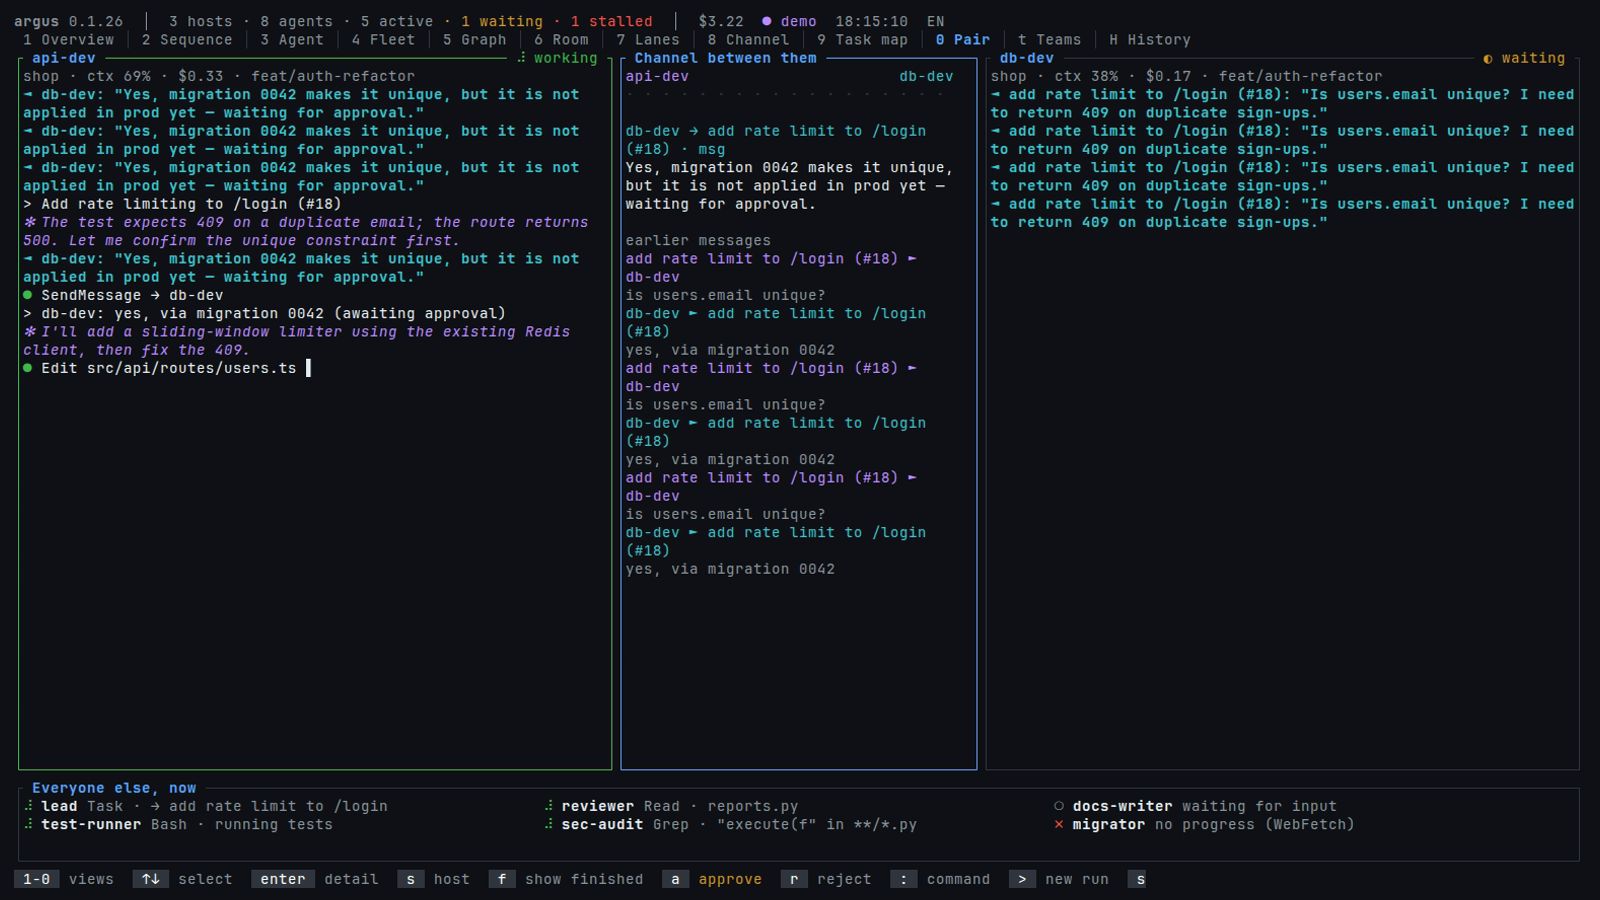 argus 0.1.26 │ 3 hosts · 8 agents · 5 active · 1 waiting · 1 stalled │ $3.22 ● demo 18:15:10 EN
1 Overview │ 2 Sequence │ 3 Agent │ 4 Fleet │ 5 Graph │ 6 Room │ 7 Lanes │ 8 Channel │ 9 Task map │ 0 Pair │ t Teams │ H History
api-dev ⠼ working
shop · ctx 69% · $0.33 · feat/auth-refactor
◄ db-dev: "Yes, migration 0042 makes it unique, but it is not
applied in prod yet — waiting for approval."
◄ db-dev: "Yes, migration 0042 makes it unique, but it is not
applied in prod yet — waiting for approval."
◄ db-dev: "Yes, migration 0042 makes it unique, but it is not
applied in prod yet — waiting for approval."
> Add rate limiting to /login (#18)
✻ The test expects 409 on a duplicate email; the route returns
500. Let me confirm the unique constraint first.
◄ db-dev: "Yes, migration 0042 makes it unique, but it is not
applied in prod yet — waiting for approval."
● SendMessage → db-dev
> db-dev: yes, via migration 0042 (awaiting approval)
✻ I'll add a sliding-window limiter using the existing Redis
client, then fix the 409.
● Edit src/api/routes/users.ts
Channel between them
api-dev db-dev
db-dev → add rate limit to /login
(#18) · msg
Yes, migration 0042 makes it unique,
but it is not applied in prod yet —
waiting for approval.
earlier messages
add rate limit to /login (#18) ►
db-dev
is users.email unique?
db-dev ► add rate limit to /login
(#18)
yes, via migration 0042
add rate limit to /login (#18) ►
db-dev
is users.email unique?
db-dev ► add rate limit to /login
(#18)
yes, via migration 0042
add rate limit to /login (#18) ►
db-dev
is users.email unique?
db-dev ► add rate limit to /login
(#18)
yes, via migration 0042
db-dev ◐ waiting
shop · ctx 38% · $0.17 · feat/auth-refactor
◄ add rate limit to /login (#18): "Is users.email unique? I need
to return 409 on duplicate sign-ups."
◄ add rate limit to /login (#18): "Is users.email unique? I need
to return 409 on duplicate sign-ups."
◄ add rate limit to /login (#18): "Is users.email unique? I need
to return 409 on duplicate sign-ups."
◄ add rate limit to /login (#18): "Is users.email unique? I need
to return 409 on duplicate sign-ups."
Everyone else, now
⠼ lead Task · → add rate limit to /login ⠼ reviewer Read · reports.py ○ docs-writer waiting for input
⠼ test-runner Bash · running tests ⠼ sec-audit Grep · "execute(f" in **/*.py ✕ migrator no progress (WebFetch)
1-0 views ↑↓ select enter detail s host f show finished a approve r reject : command > new run s